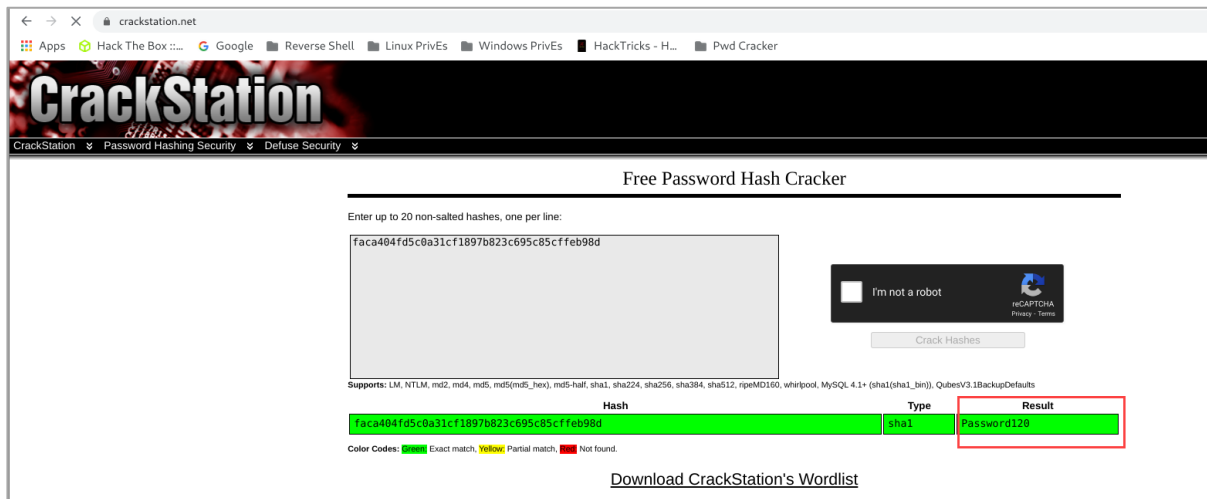 crackstation.net
Apps Hack The Box ::... Google Reverse Shell Linux PrivEs Windows PrivEs HackTricks - H... Pwd Cracker
CrackStation
CrackStation Password Hashing Security Defuse Security
Free Password Hash Cracker
Enter up to 20 non-salted hashes, one per line:
faca404fd5c0a31cf1897b823c695c85cffeb98d
I'm not a robot
reCAPTCHA
Privacy - Terms
Crack Hashes
Supports: LM, NTLM, md2, md4, md5, md5(md5_hex), md5-half, sha1, sha224, sha256, sha384, sha512, ripeMD160, whirlpool, MySQL 4.1+ (sha1(sha1_bin)), QubesV3.1BackupDefaults
Hash Type Result
faca404fd5c0a31cf1897b823c695c85cffeb98d sha1 Password120
Color Codes: Green: Exact match, Yellow: Partial match, Red: Not found.
Download CrackStation's Wordlist